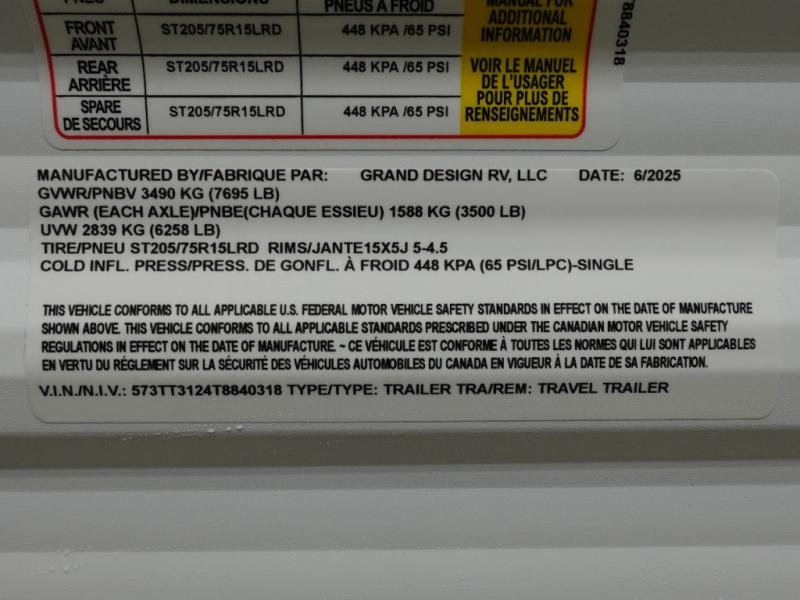 PNEUS À FROID
MANUAL FOR
ADDITIONAL
INFORMATION
FRONT
AVANT
ST205/75R15LRD
448 KPA /65 PSI
REAR
ARRIÈRE
ST205/75R15LRD
448 KPA /65 PSI
VOIR LE MANUEL
DE L'USAGER
POUR PLUS DE
RENSEIGNEMENTS
SPARE
DE SECOURS
ST205/75R15LRD
448 KPA /65 PSI
T8840318
MANUFACTURED BY/FABRIQUE PAR: GRAND DESIGN RV, LLC DATE: 6/2025
GVWR/PNBV 3490 KG (7695 LB)
GAWR (EACH AXLE)/PNBE(CHAQUE ESSIEU) 1588 KG (3500 LB)
UVW 2839 KG (6258 LB)
TIRE/PNEU ST205/75R15LRD RIMS/JANTE15X5J 5-4.5
COLD INFL. PRESS/PRESS. DE GONFL. À FROID 448 KPA (65 PSI/LPC)-SINGLE
THIS VEHICLE CONFORMS TO ALL APPLICABLE U.S. FEDERAL MOTOR VEHICLE SAFETY STANDARDS IN EFFECT ON THE DATE OF MANUFACTURE
SHOWN ABOVE. THIS VEHICLE CONFORMS TO ALL APPLICABLE STANDARDS PRESCRIBED UNDER THE CANADIAN MOTOR VEHICLE SAFETY
REGULATIONS IN EFFECT ON THE DATE OF MANUFACTURE. ~ CE VÉHICULE EST CONFORME À TOUTES LES NORMES QUI LUI SONT APPLICABLES
EN VERTU DU RÉGLEMENT SUR LA SÉCURITÉ DES VÉHICULES AUTOMOBILES DU CANADA EN VIGUEUR À LA DATE DE SA FABRICATION.
V.I.N./N.I.V.: 573TT3124T8840318 TYPE/TYPE: TRAILER TRA/REM: TRAVEL TRAILER